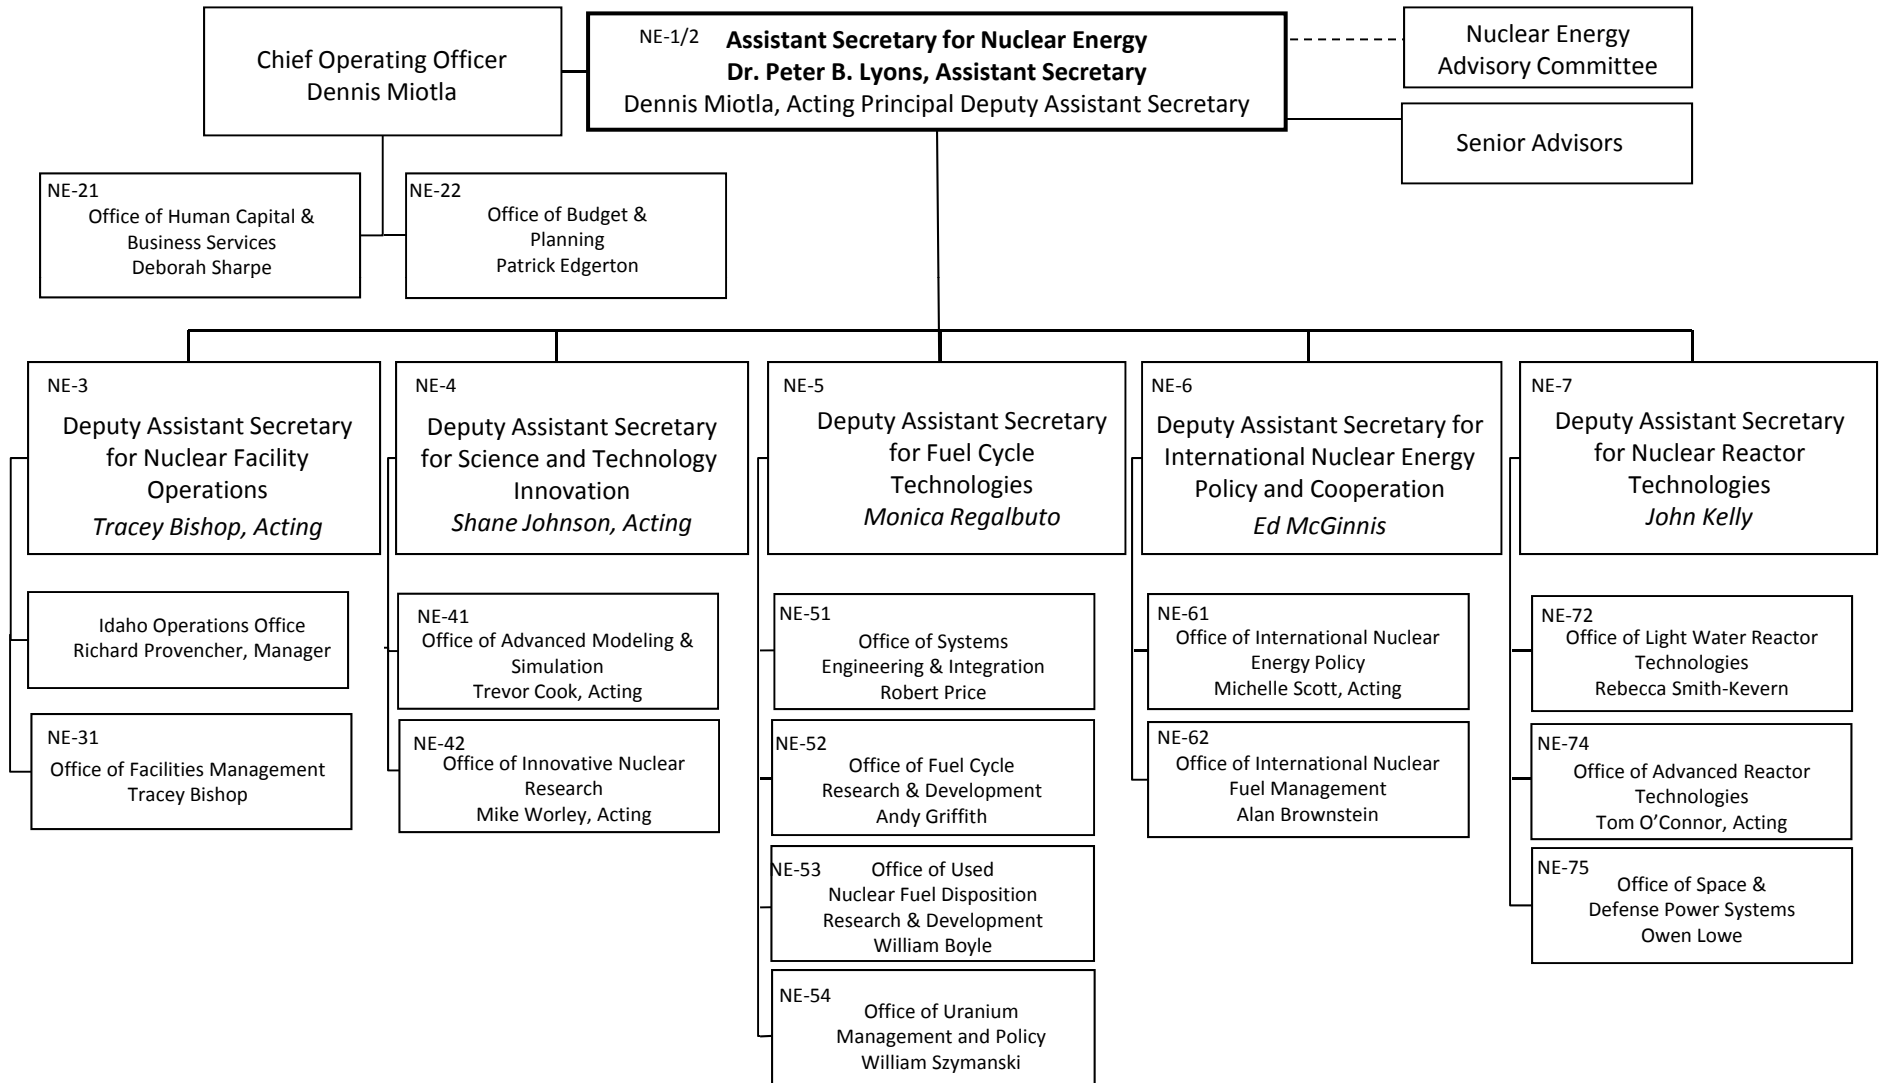 Chief Operating Officer
Dennis Miotla
NE-1/2
Assistant Secretary for Nuclear Energy
Dr. Peter B. Lyons, Assistant Secretary
Dennis Miotla, Acting Principal Deputy Assistant Secretary
Nuclear Energy
Advisory Committee
Senior Advisors
NE-21
Office of Human Capital &
Business Services
Deborah Sharpe
NE-22
Office of Budget &
Planning
Patrick Edgerton
NE-3
Deputy Assistant Secretary
for Nuclear Facility
Operations
Tracey Bishop, Acting
NE-4
Deputy Assistant Secretary
for Science and Technology
Innovation
Shane Johnson, Acting
NE-5
Deputy Assistant Secretary
for Fuel Cycle
Technologies
Monica Regalbuto
NE-6
Deputy Assistant Secretary for
International Nuclear Energy
Policy and Cooperation
Ed McGinnis
NE-7
Deputy Assistant Secretary
for Nuclear Reactor
Technologies
John Kelly
Idaho Operations Office
Richard Provencher, Manager
NE-31
Office of Facilities Management
Tracey Bishop
NE-41
Office of Advanced Modeling &
Simulation
Trevor Cook, Acting
NE-42
Office of Innovative Nuclear
Research
Mike Worley, Acting
NE-51
Office of Systems
Engineering & Integration
Robert Price
NE-52
Office of Fuel Cycle
Research & Development
Andy Griffith
NE-53
Office of Used
Nuclear Fuel Disposition
Research & Development
William Boyle
NE-54
Office of Uranium
Management and Policy
William Szymanski
NE-61
Office of International Nuclear
Energy Policy
Michelle Scott, Acting
NE-62
Office of International Nuclear
Fuel Management
Alan Brownstein
NE-72
Office of Light Water Reactor
Technologies
Rebecca Smith-Kevern
NE-74
Office of Advanced Reactor
Technologies
Tom O’Connor, Acting
NE-75
Office of Space &
Defense Power Systems
Owen Lowe